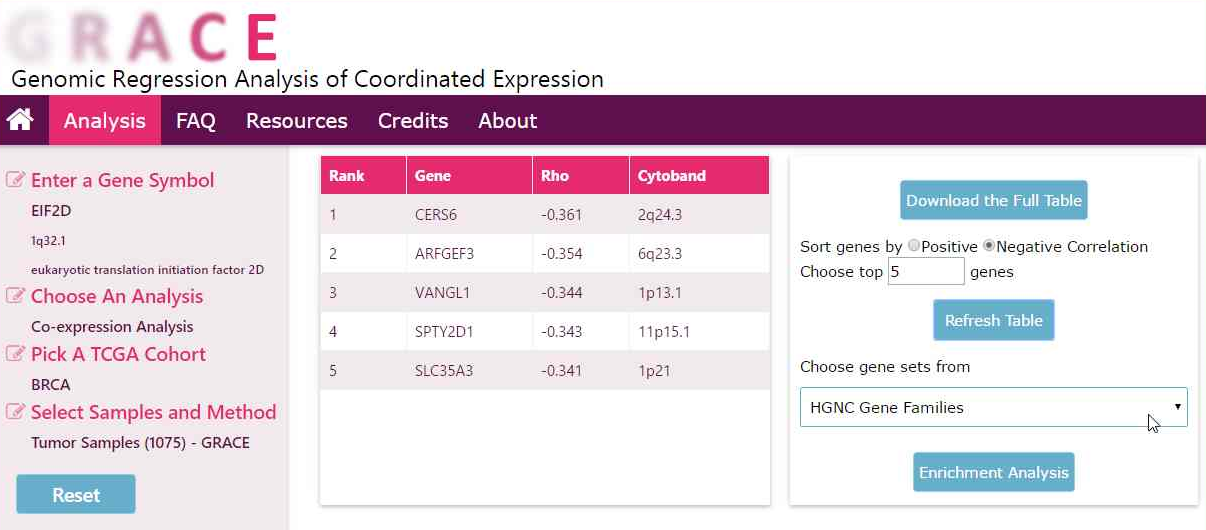 GRACE
Genomic Regression Analysis of Coordinated Expression
Analysis FAQ Resources Credits About
Enter a Gene Symbol
EIF2D
1q32.1
eukaryotic translation initiation factor 2D
Choose An Analysis
Co-expression Analysis
Pick A TCGA Cohort
BRCA
Select Samples and Method
Tumor Samples (1075) - GRACE
Reset
Rank Gene Rho Cytoband
1 CERS6 -0.361 2q24.3
2 ARFGEF3 -0.354 6q23.3
3 VANGL1 -0.344 1p13.1
4 SPTY2D1 -0.343 11p15.1
5 SLC35A3 -0.341 1p21
Download the Full Table
Sort genes by Positive Negative Correlation
Choose top 5 genes
Refresh Table
Choose gene sets from
HGNC Gene Families
Enrichment Analysis